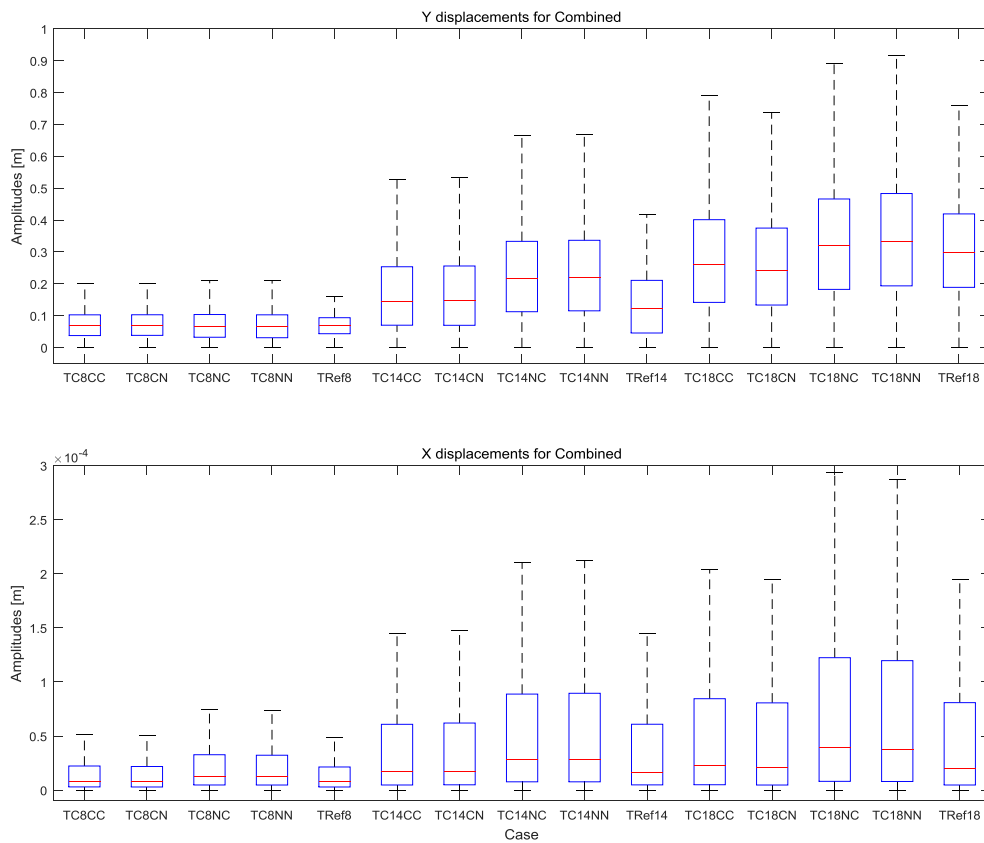 Y displacements for Combined
Amplitudes [m]
1
0.9
0.8
0.7
0.6
0.5
0.4
0.3
0.2
0.1
0
TC8CC TC8CN TC8NC TC8NN TRef8 TC14CC TC14CN TC14NC TC14NN TRef14 TC18CC TC18CN TC18NC TC18NN TRef18
X displacements for Combined
×10⁻⁴
Amplitudes [m]
3
2.5
2
1.5
1
0.5
0
TC8CC TC8CN TC8NC TC8NN TRef8 TC14CC TC14CN TC14NC TC14NN TRef14 TC18CC TC18CN TC18NC TC18NN TRef18
Case